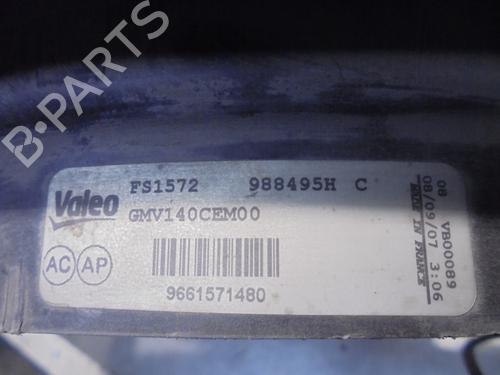 B-PARTS
Valeo
FS1572 988495H C
GMV140CEM00
AC AP
9661571480
08 VB00089
08/09/07 3:06
MADE IN FRANCE